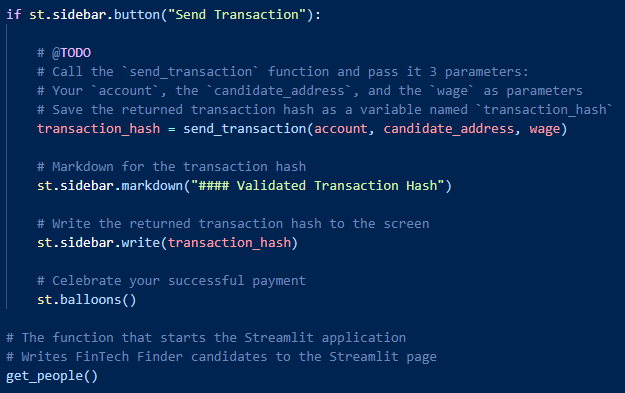 if st.sidebar.button("Send Transaction"):
# @TODO
# Call the `send_transaction` function and pass it 3 parameters:
# Your `account`, the `candidate_address`, and the `wage` as parameters
# Save the returned transaction hash as a variable named `transaction_hash`
transaction_hash = send_transaction(account, candidate_address, wage)
# Markdown for the transaction hash
st.sidebar.markdown("#### Validated Transaction Hash")
# Write the returned transaction hash to the screen
st.sidebar.write(transaction_hash)
# Celebrate your successful payment
st.balloons()
# The function that starts the Streamlit application
# Writes FinTech Finder candidates to the Streamlit page
get_people()